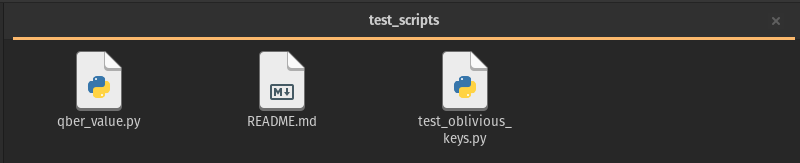 test_scripts
qber_value.py
README.md
test_oblivious_
keys.py